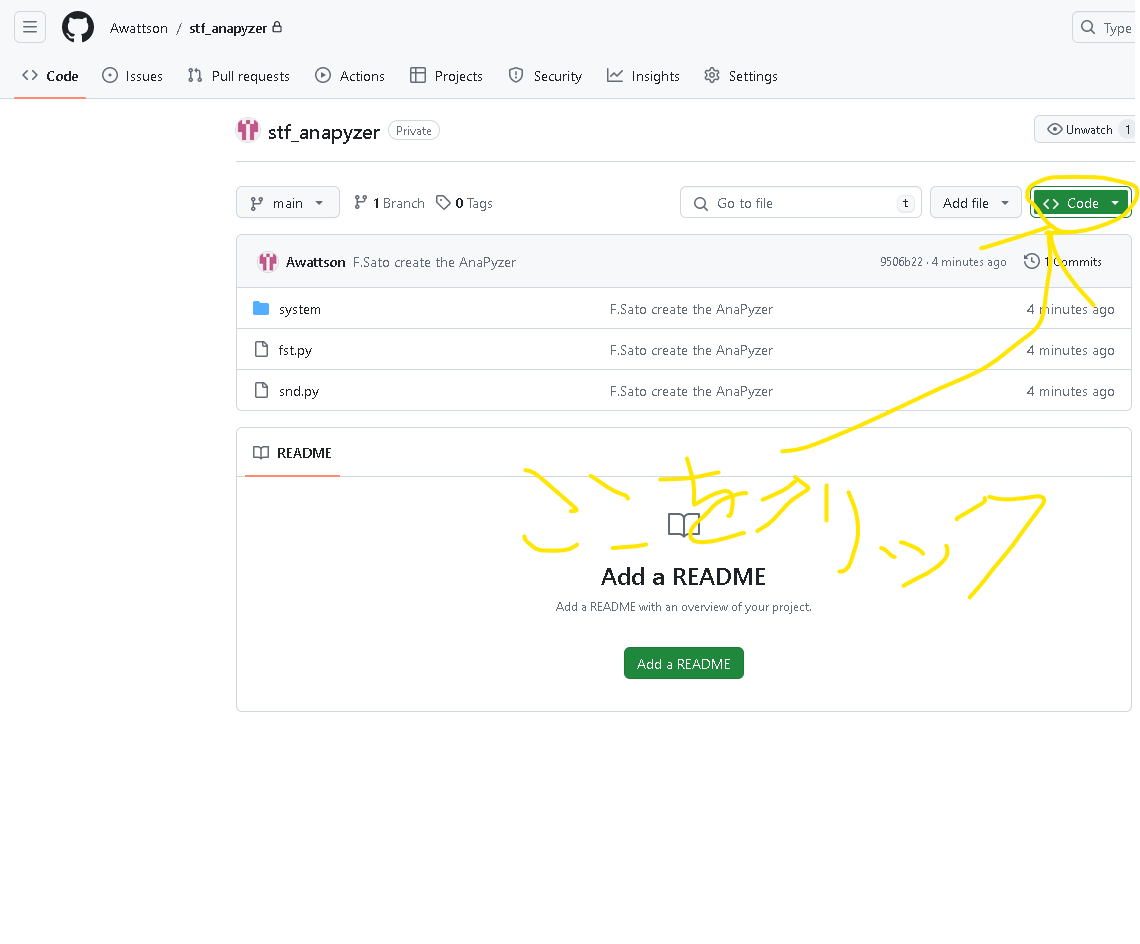 Awattson / stf_anapyzer
Type
Code Issues Pull requests Actions Projects Security Insights Settings
stf_anapyzer Private
Unwatch 1
main 1 Branch 0 Tags Go to file t Add file Code
Awattson F.Sato create the AnaPyzer 9506b22 · 4 minutes ago 1 Commits
system F.Sato create the AnaPyzer 4 minutes ago
fst.py F.Sato create the AnaPyzer 4 minutes ago
snd.py F.Sato create the AnaPyzer 4 minutes ago
README
ここをクリック
Add a README
Add a README with an overview of your project.
Add a README